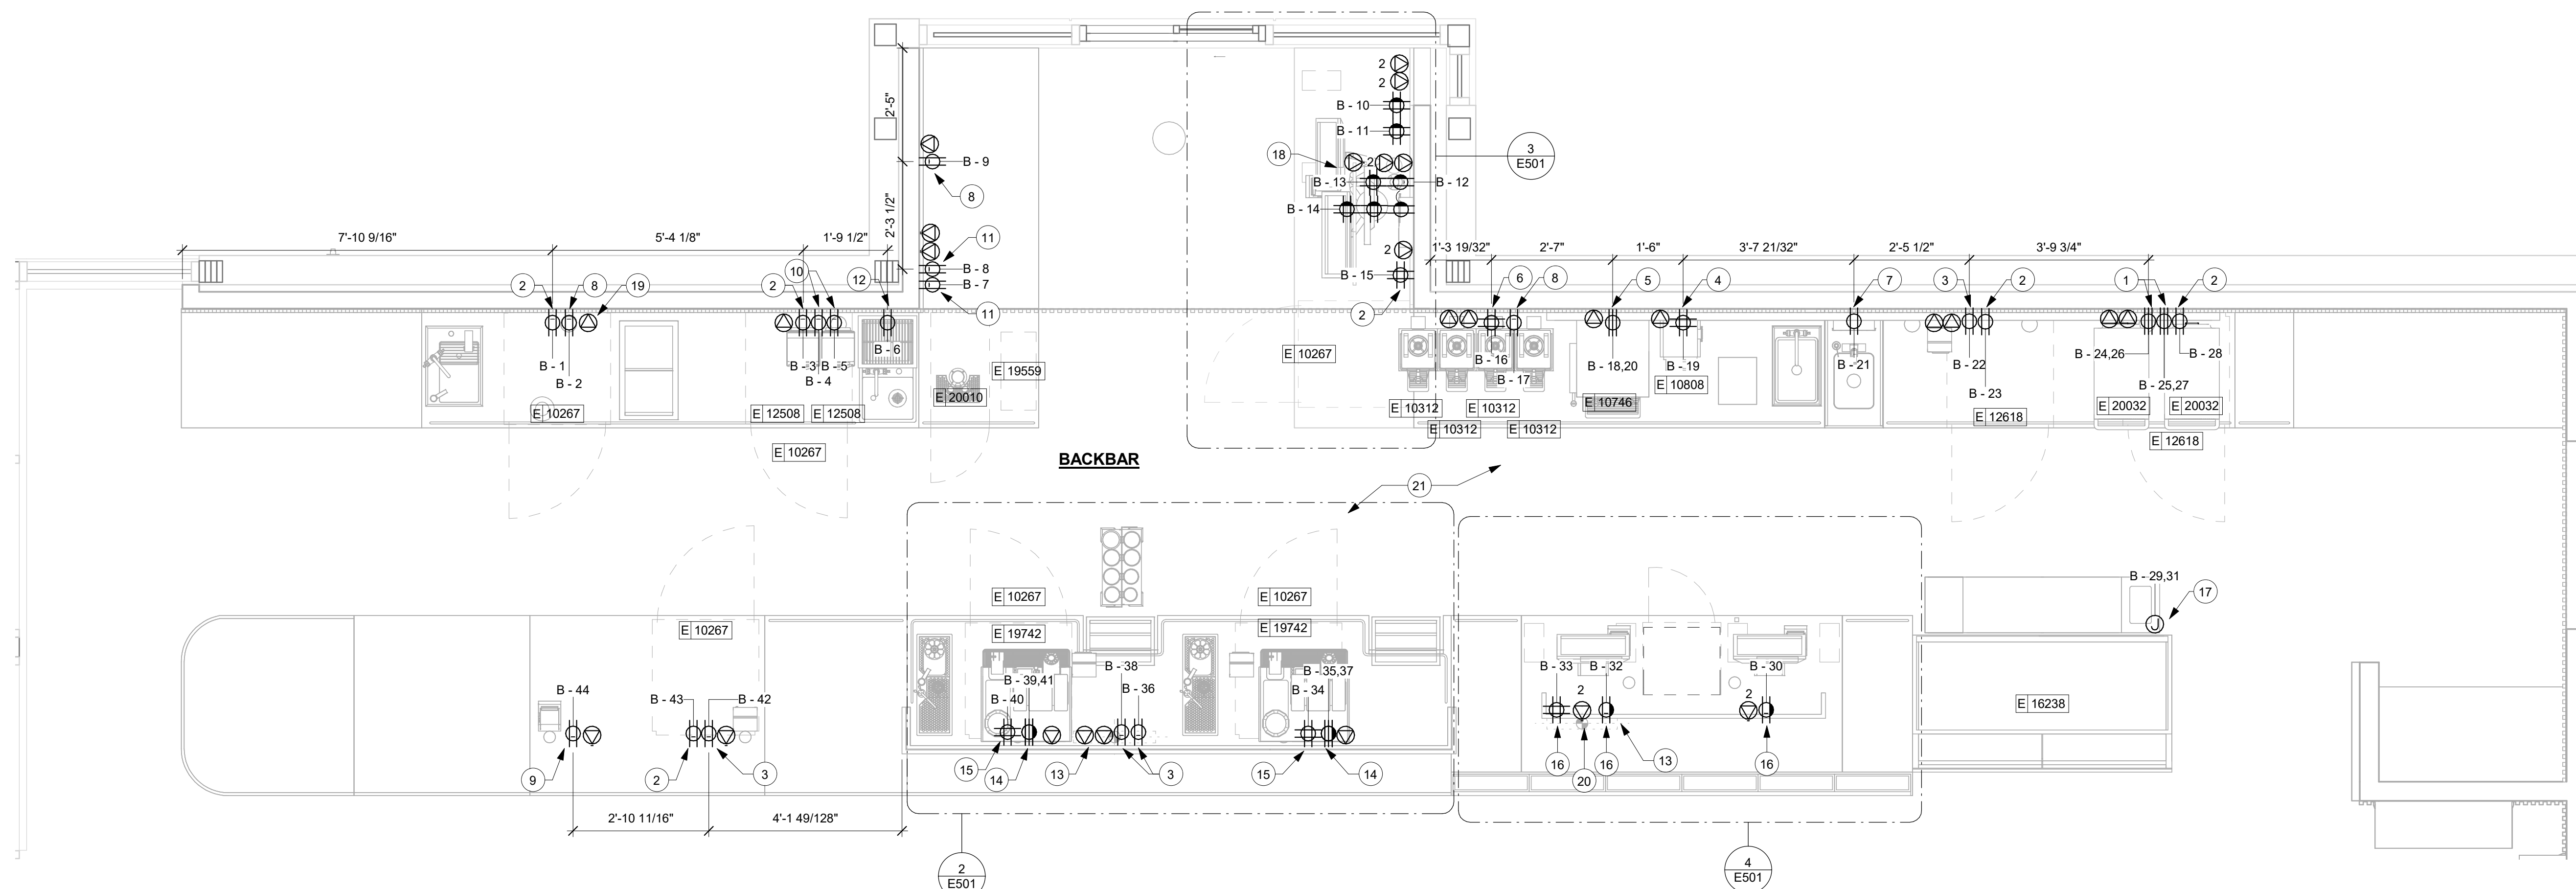 2
2
2'-5"
B - 10
B - 11
3
E501
18
2
B - 9
B - 13
B - 12
8
2'-3 1/2"
B - 14
7'-10 9/16"
5'-4 1/8"
1'-9 1/2"
11
2
1'-3 19/32"
2'-7"
1'-6"
3'-7 21/32"
2'-5 1/2"
3'-9 3/4"
B - 8
10
12
B - 15
6
8
5
4
7
3
2
1
2
2
8
19
2
B - 7
11
2
B - 6
E 10267
B - 16
B - 24,26
B - 28
B - 1
B - 3
B - 5
E 19559
B - 17
B - 18,20
B - 19
B - 21
B - 22
B - 2
B - 4
E 10808
B - 25,27
B - 23
E 20010
E 10746
E 10267
E 12508
E 12508
E 10312
E 10312
E 20032
E 20032
E 12618
E 10312
E 10312
E 12618
E 10267
BACKBAR
21
B - 29,31
17
E 10267
E 10267
E 10267
E 19742
E 19742
B - 38
B - 33
B - 32
B - 30
B - 39,41
B - 35,37
B - 44
B - 36
B - 34
B - 43
B - 42
B - 40
2
2
E 16238
J
15
13
3
15
14
16
16
13
16
9
2
3
14
20
2'-10 11/16"
4'-1 49/128"
2
E501
4
E501